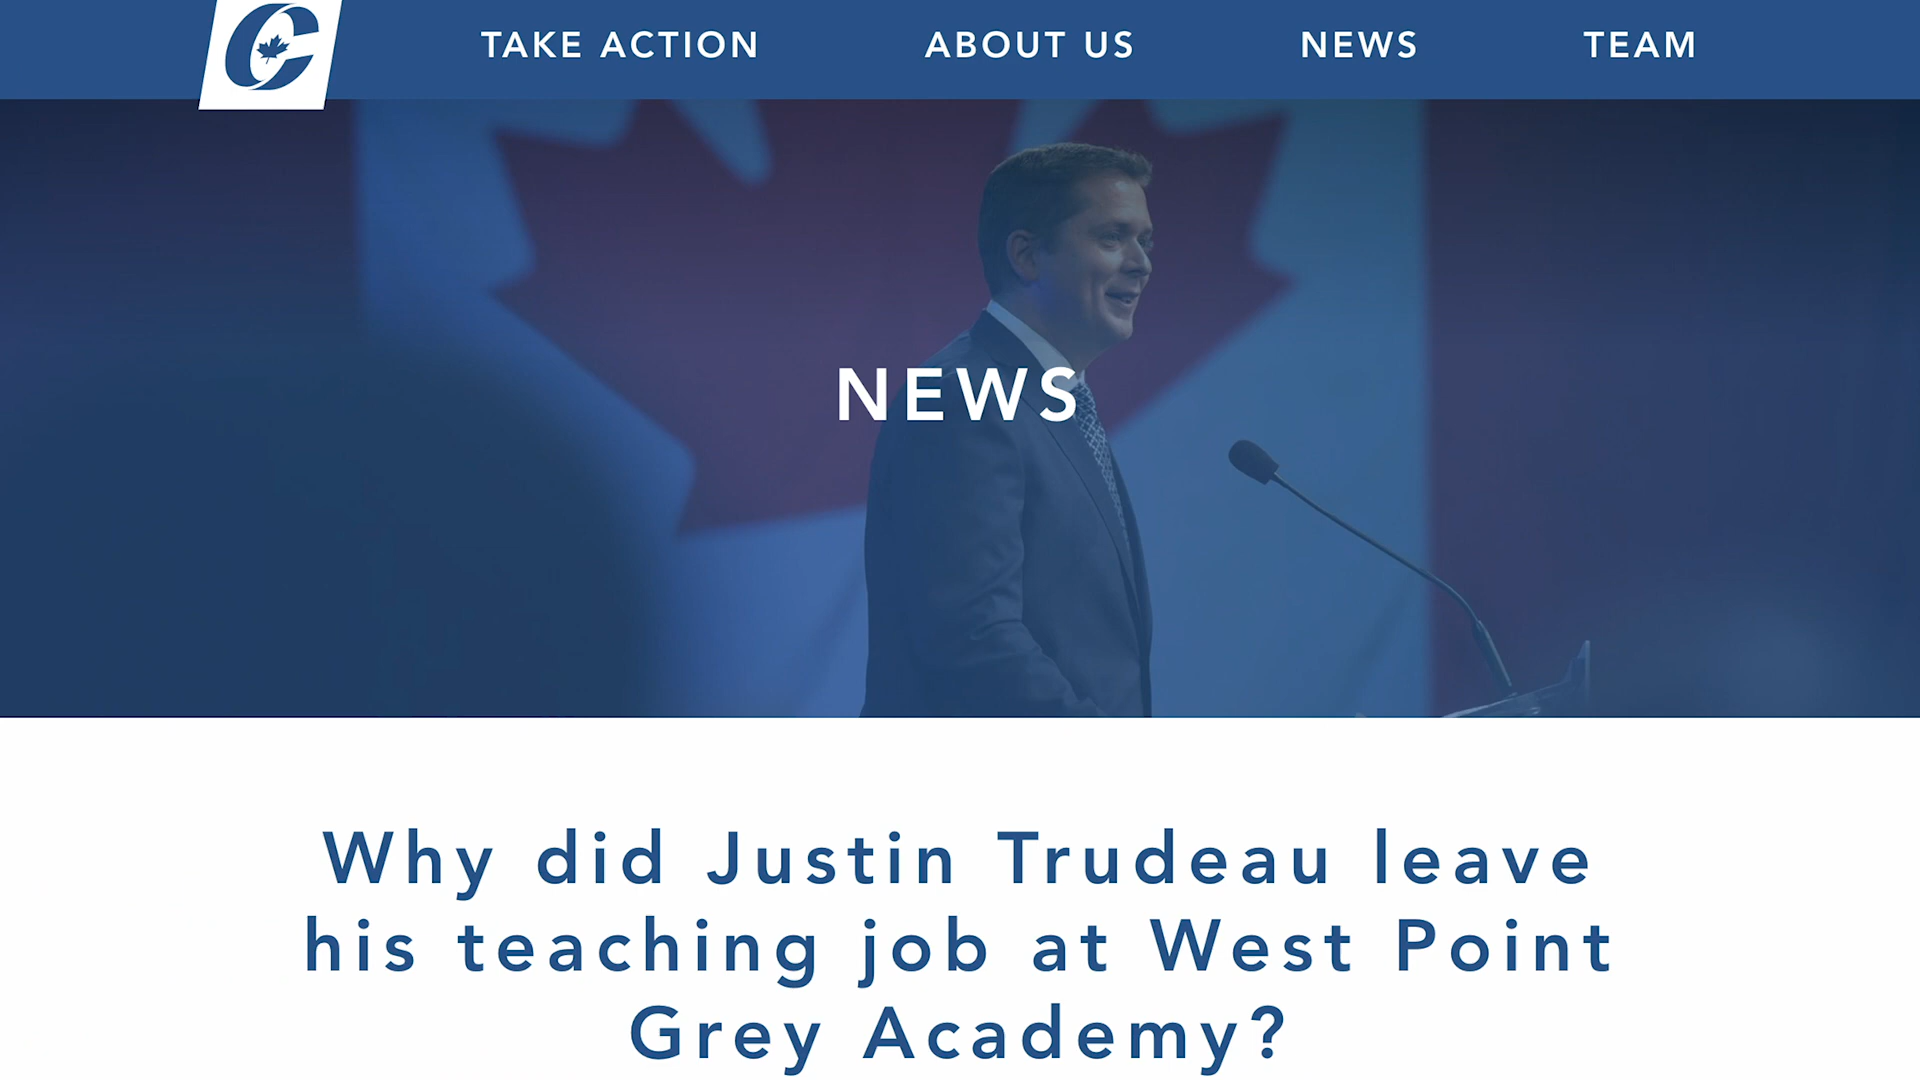 TAKE ACTION
ABOUT US
NEWS
TEAM
NEWS
Why did Justin Trudeau leave
his teaching job at West Point
Grey Academy?